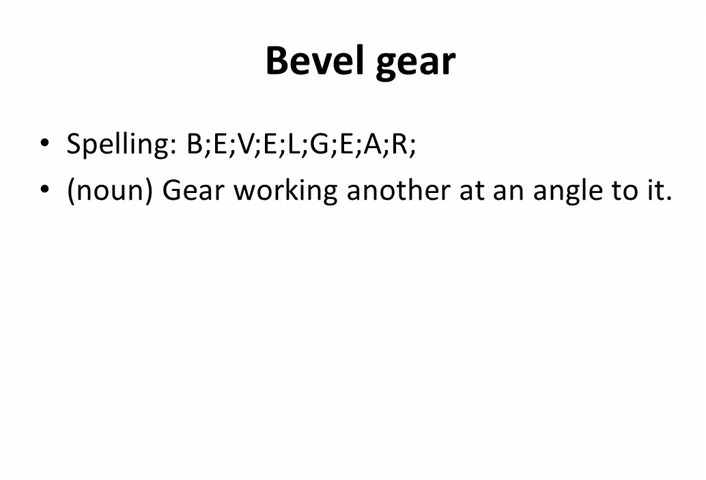 Bevel gear
• Spelling: B;E;V;E;L;G;E;A;R;
• (noun) Gear working another at an angle to it.